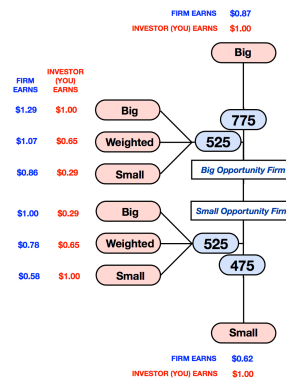 FIRM EARNS $0.87
INVESTOR (YOU) EARNS $1.00
Big
FIRM EARNS
INVESTOR (YOU) EARNS
775
$1.29 $1.00 Big
$1.07 $0.65 Weighted 525
$0.86 $0.29 Small
Big Opportunity Firm
$1.00 $0.29 Big
Small Opportunity Firm
$0.78 $0.65 Weighted 525
475
$0.58 $1.00 Small
Small
FIRM EARNS $0.62
INVESTOR (YOU) EARNS $1.00